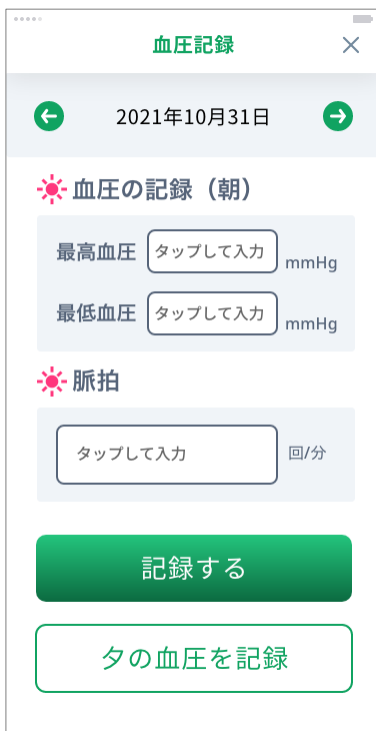 血圧記録
2021年10月31日
血圧の記録（朝）
最高血圧 タップして入力 mmHg
最低血圧 タップして入力 mmHg
脈拍
タップして入力 回/分
記録する
夕の血圧を記録